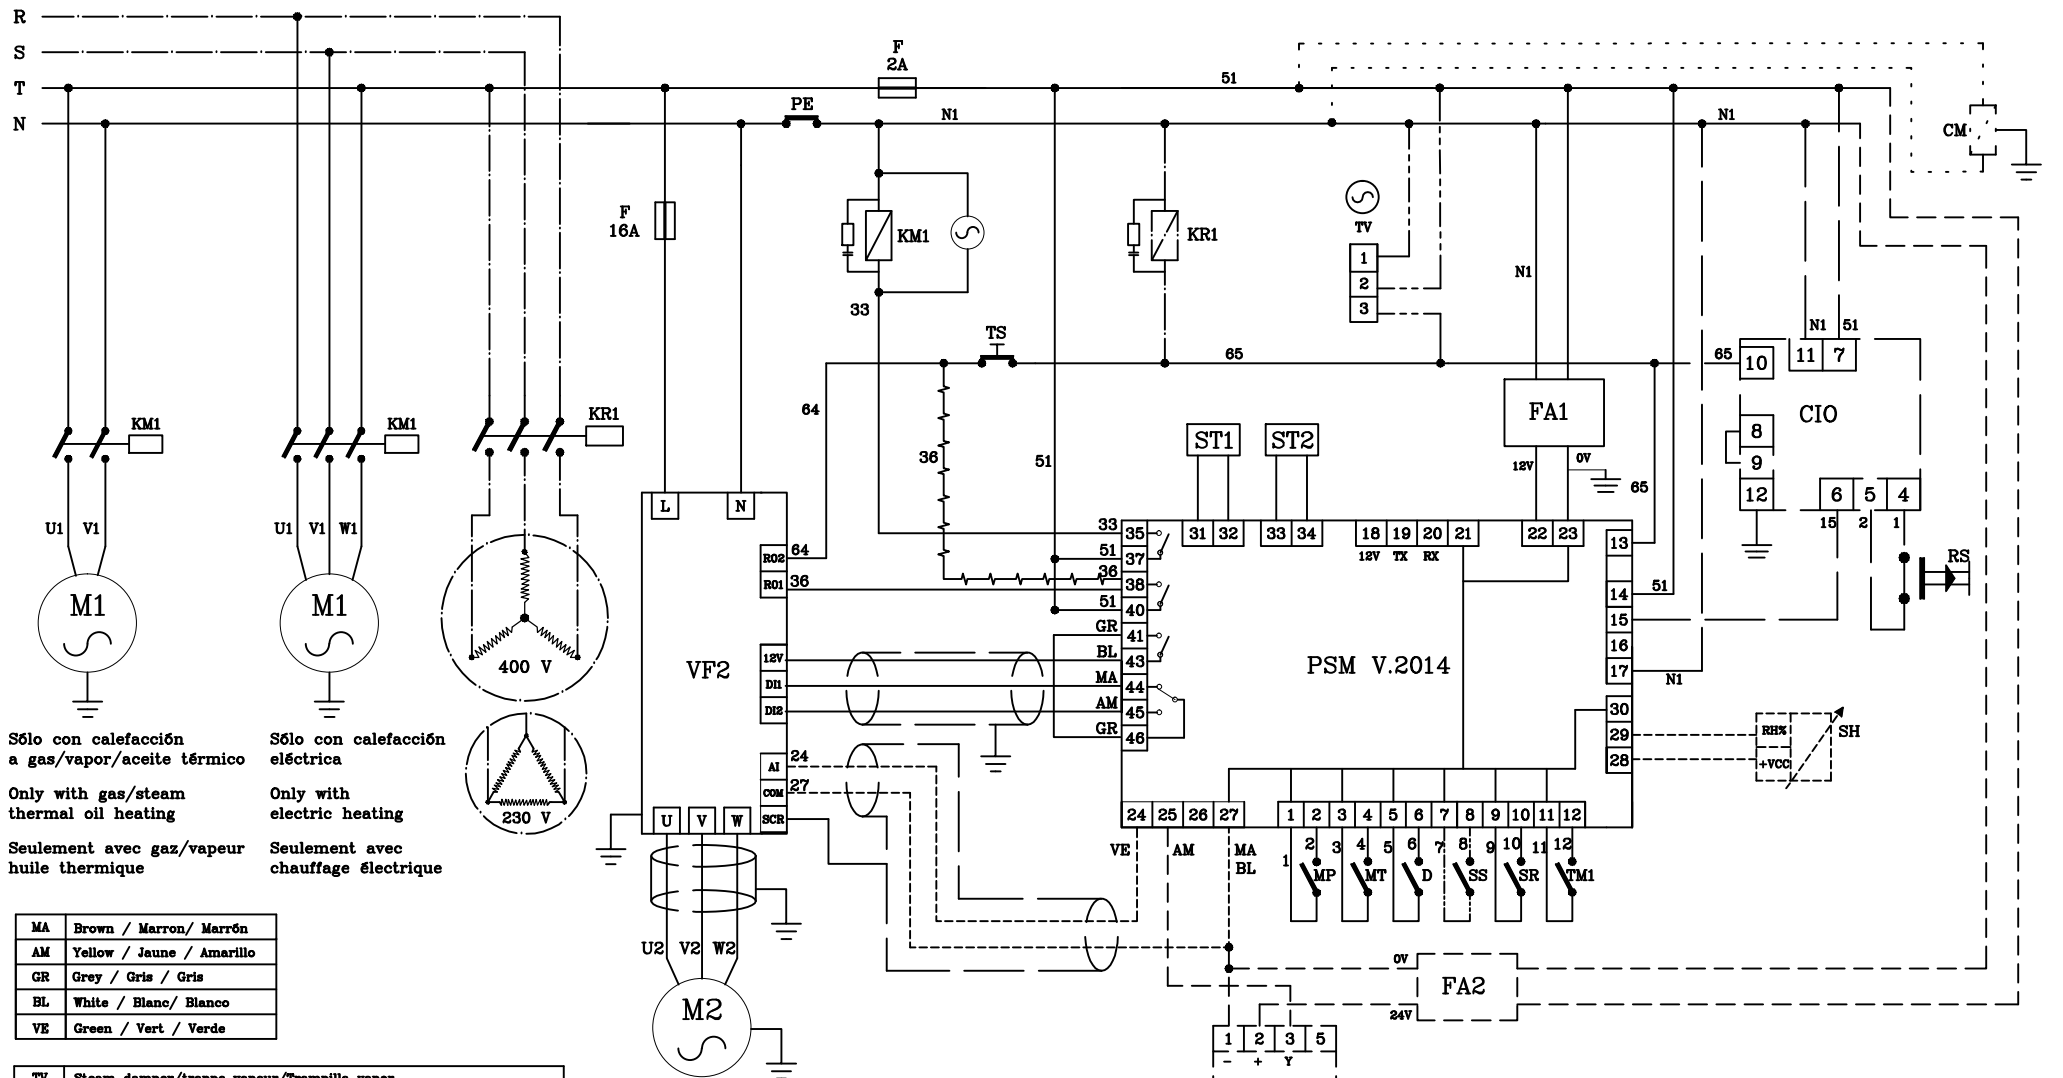 R
S
T
N
F
2A
PE
N1
51
N1
CM
F
16A
KM1
KR1
TV
1
2
3
N1
33
TS
65
65
N1
51
10
11
7
CIO
8
9
12
6
5
4
15
2
1
RS
KM1
KM1
KR1
64
36
51
ST1
ST2
FA1
12V
0V
65
U1
V1
U1
V1
W1
M1
M1
400 V
230 V
L
N
RO2
64
RO1
36
VF2
12V
DI1
DI2
AI
24
COM
27
SCR
U
V
W
33
35
51
37
36
38
51
40
GR
41
BL
43
MA
44
AM
45
GR
46
31
32
33
34
18
19
20
21
22
23
12V
TX
RX
PSM V.2014
13
14
51
15
16
17
N1
30
29
28
RH%
+VCC
SH
24
25
26
27
1
2
3
4
5
6
7
8
9
10
11
12
VE
AM
MA
BL
1
2
3
4
5
6
7
8
9
10
11
12
MP
MT
D
SS
SR
TM1
Sólo con calefacción
a gas/vapor/aceite térmico
Only with gas/steam
thermal oil heating
Seulement avec gaz/vapeur
huile thermique
Sólo con calefacción
eléctrica
Only with
electric heating
Seulement avec
chauffage électrique
U2
V2
W2
M2
0V
FA2
24V
1
2
3
5
-
+
Y
MA Brown / Marron/ Marrón
AM Yellow / Jaune / Amarillo
GR Grey / Gris / Gris
BL White / Blanc/ Blanco
VE Green / Vert / Verde
TV Steam damper/trappe vapeur/Trampilla vapor